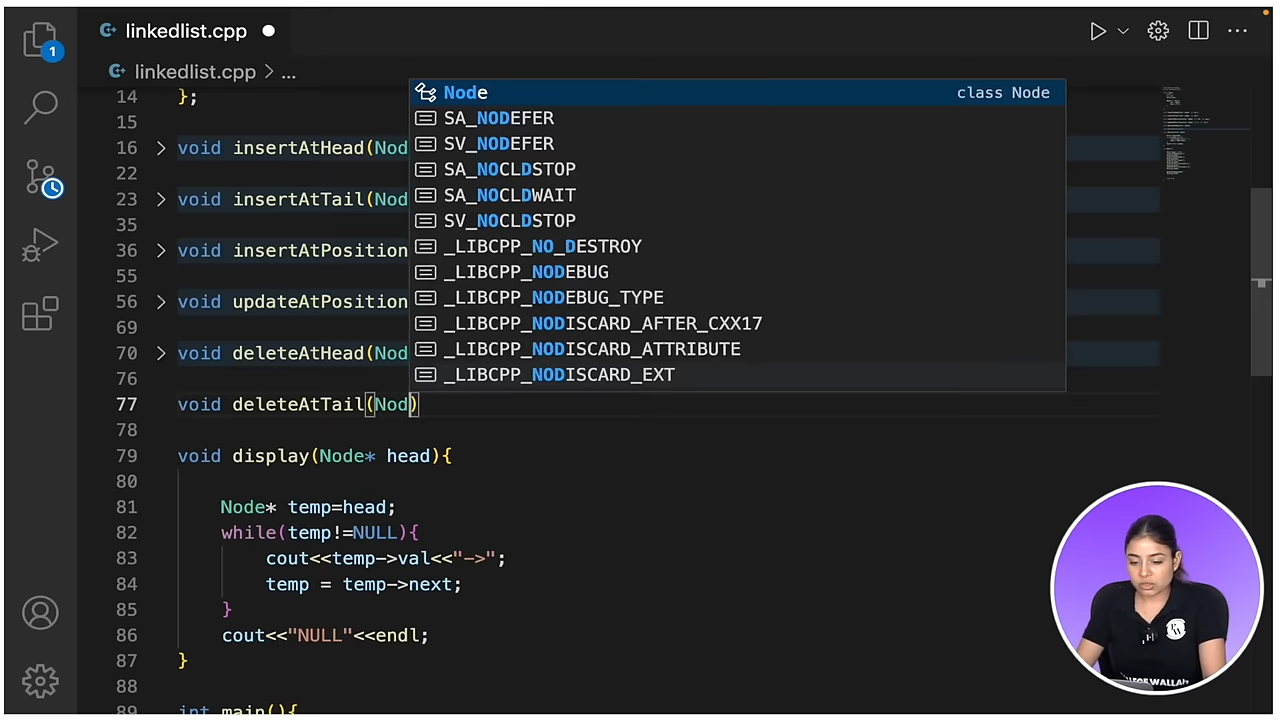 linkedlist.cpp
linkedlist.cpp > ...
1
14 };
15
16 void insertAtHead(Nod
22
23 void insertAtTail(Nod
35
36 void insertAtPosition
55
56 void updateAtPosition
69
70 void deleteAtHead(Nod
76
77 void deleteAtTail(Nod)
78
79 void display(Node* head){
80
81 Node* temp=head;
82 while(temp!=NULL){
83 cout<<temp->val<<"->";
84 temp = temp->next;
85 }
86 cout<<"NULL"<<endl;
87 }
88
89 int main(){
Node class Node
SA_NODEFER
SV_NODEFER
SA_NOCLDSTOP
SA_NOCLDWAIT
SV_NOCLDSTOP
_LIBCPP_NO_DESTROY
_LIBCPP_NODEBUG
_LIBCPP_NODEBUG_TYPE
_LIBCPP_NODISCARD_AFTER_CXX17
_LIBCPP_NODISCARD_ATTRIBUTE
_LIBCPP_NODISCARD_EXT